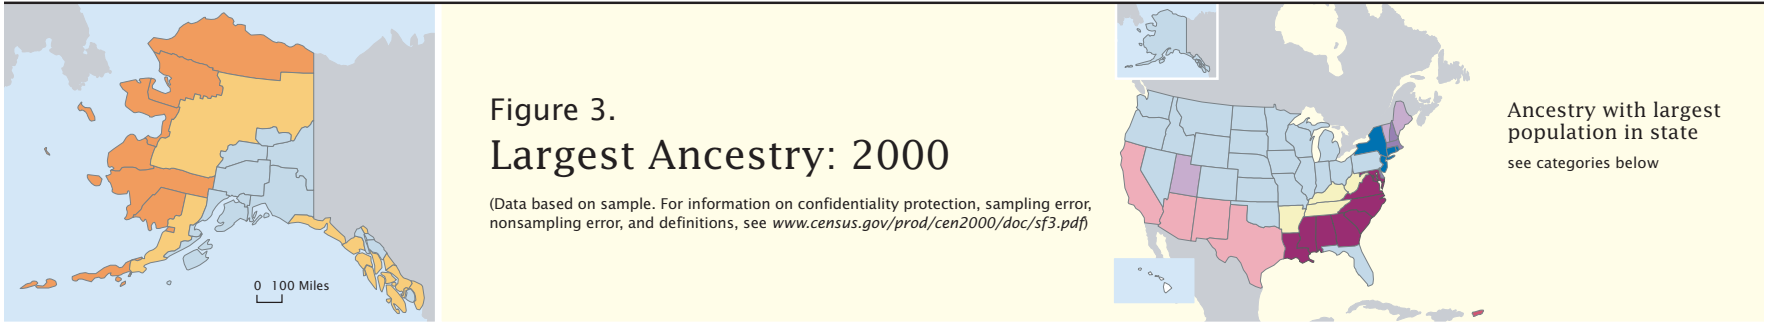 Figure 3.
Largest Ancestry: 2000
(Data based on sample. For information on confidentiality protection, sampling error,
nonsampling error, and definitions, see www.census.gov/prod/cen2000/doc/sf3.pdf)
0 100 Miles
Ancestry with largest
population in state
see categories below